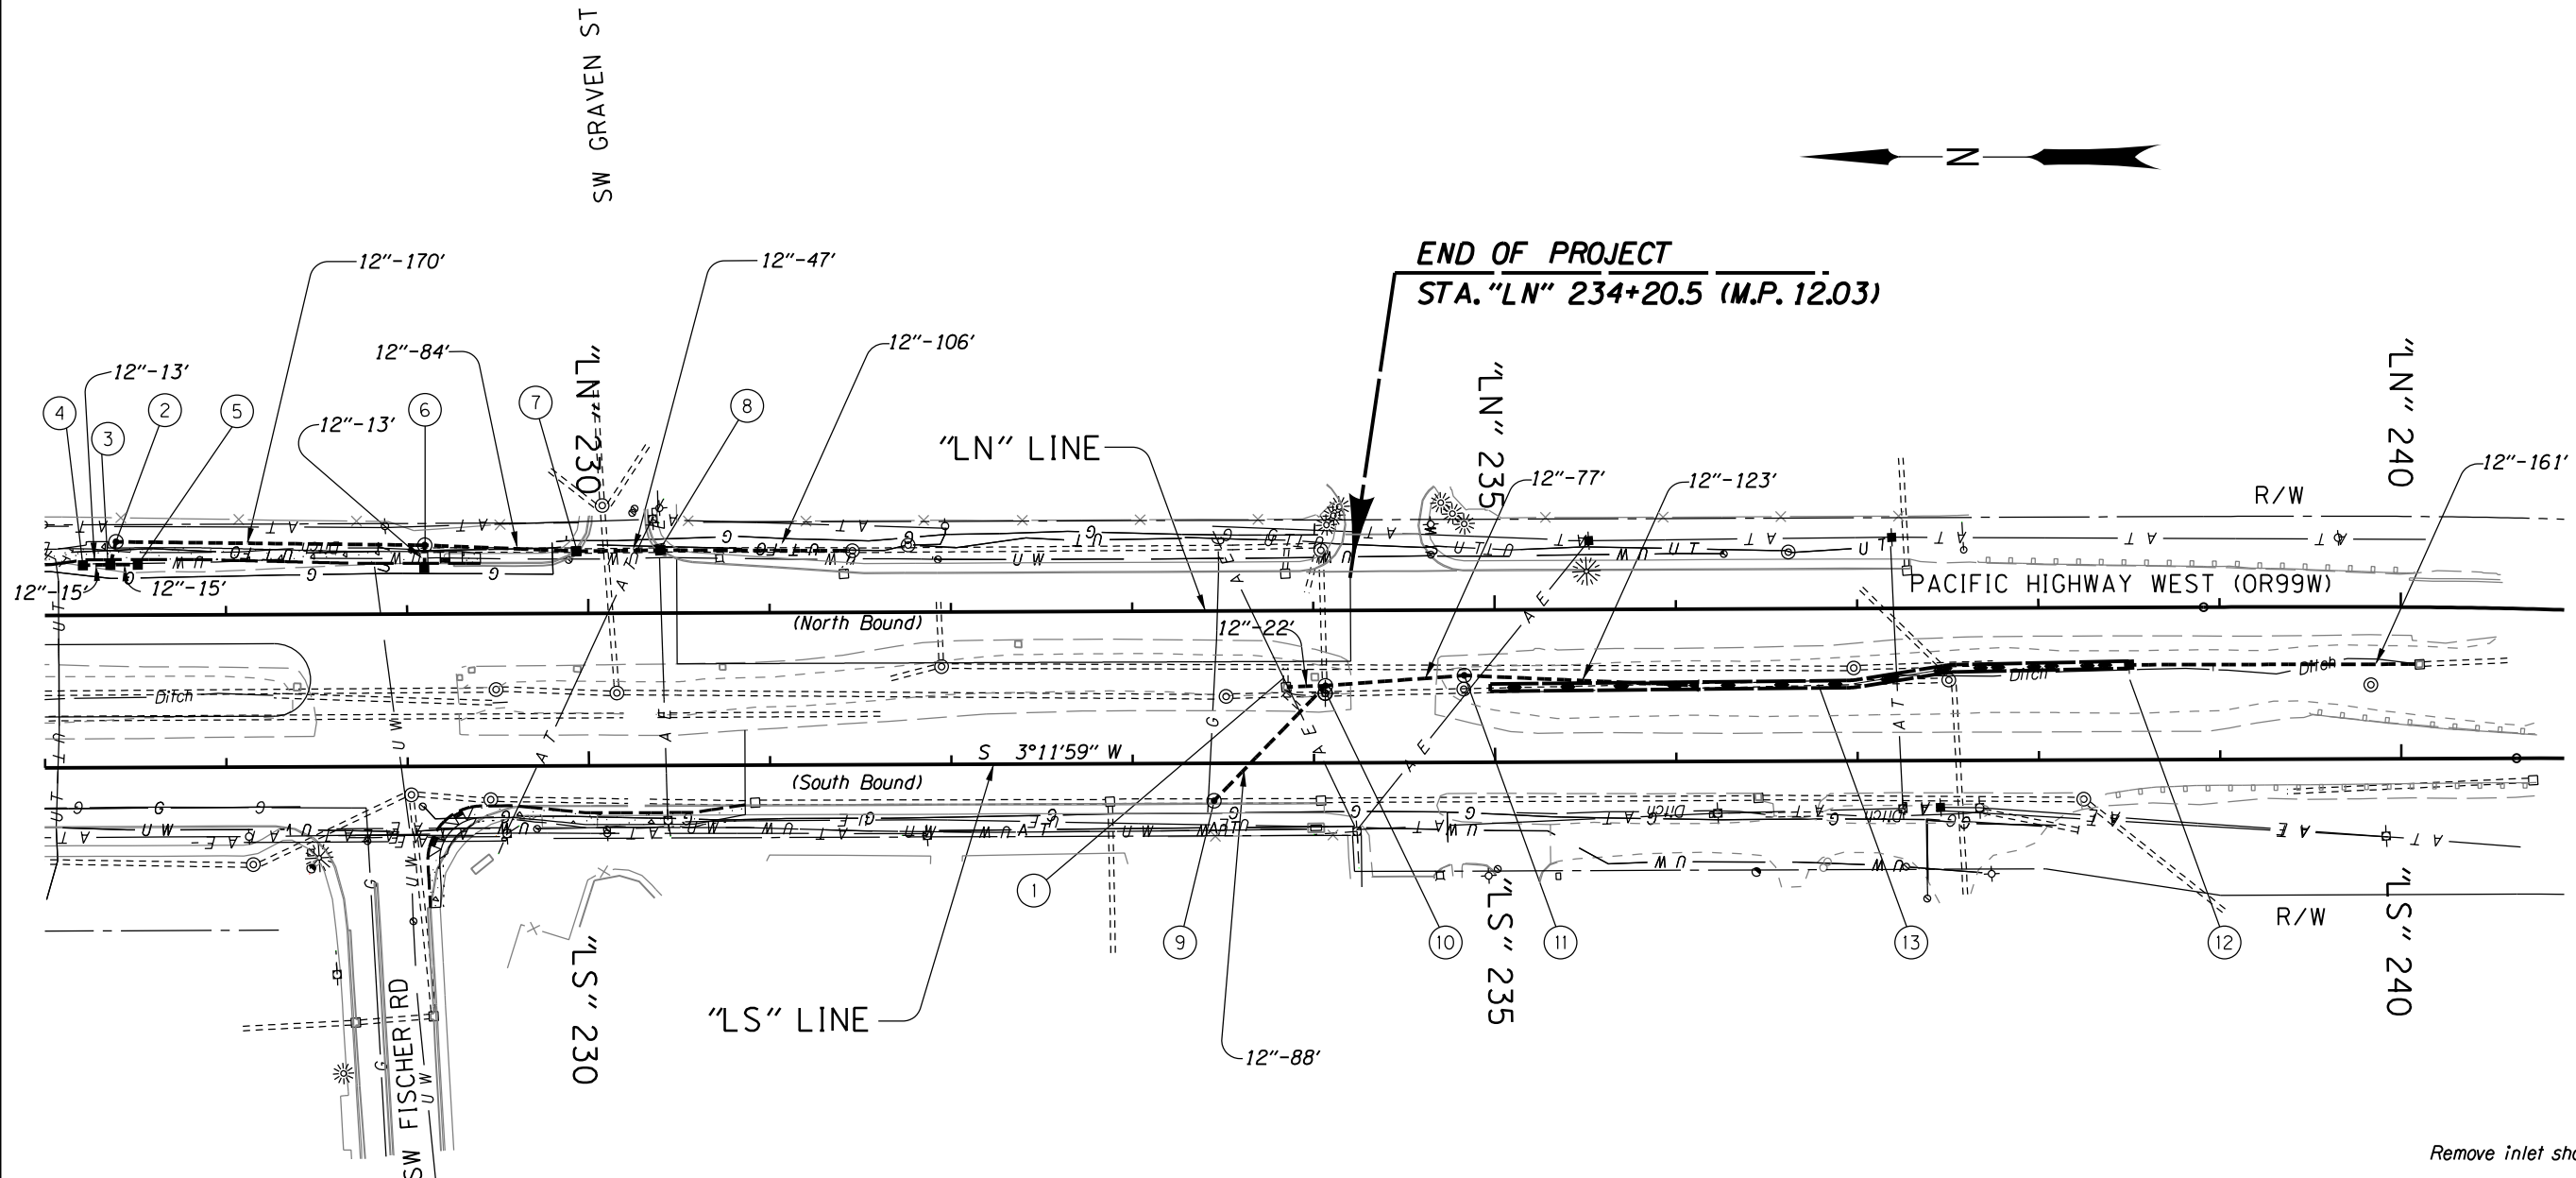 SW GRAVEN ST
N
END OF PROJECT
STA. "LN" 234+20.5 (M.P. 12.03)
12"-170'
12"-47'
12"-84'
12"-106'
12"-13'
4
3
2
5
12"-13'
6
7
8
"LN" 230
"LN" LINE
"LN" 235
"LN" 240
12"-77'
12"-123'
12"-161'
R/W
12"-15'
12"-15'
PACIFIC HIGHWAY WEST (OR99W)
(North Bound)
12"-22'
Ditch
Ditch
Ditch
S 3°11'59" W
(South Bound)
Ditch
Ditch
1
9
10
11
13
12
R/W
"LS" 230
"LS" LINE
"LS" 235
"LS" 240
12"-88'
SW FISCHER RD
Remove inlet